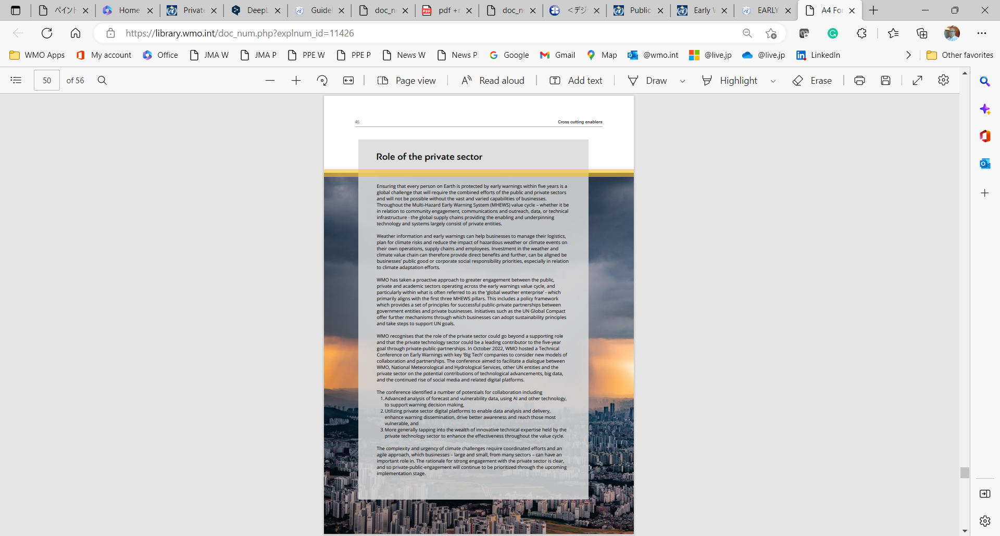 ペイント
Home
Private
DeepL
Guidel
doc_n
pdf +r
doc_n
＜デジ
Public
Early W
EARLY
A4 For
https://library.wmo.int/doc_num.php?explnum_id=11426
WMO Apps
My account
Office
JMA W
JMA P
PPE W
PPE P
News W
News P
Google
Gmail
Map
@wmo.int
@live.jp
@live.jp
LinkedIn
Other favorites
50 of 56
Page view
Read aloud
Add text
Draw
Highlight
Erase
45 Cross cutting enablers
Role of the private sector
Ensuring that every person on Earth is protected by early warnings within five years is a
global challenge that will require the combined efforts of the public and private sectors
and will not be possible without the vast and varied capabilities of businesses.
Throughout the Multi-Hazard Early Warning System (MHEWS) value cycle – whether it be
in relation to community engagement, communications and outreach, data, or technical
infrastructure - the global supply chains providing the enabling and underpinning
technology and systems largely consist of private entities.
Weather information and early warnings can help businesses to manage their logistics,
plan for climate risks and reduce the impact of hazardous weather or climate events on
their own operations, supply chains and employees. Investment in the weather and
climate value chain can therefore provide direct benefits and further, can be aligned be
businesses’ public good or corporate social responsibility priorities, especially in relation
to climate adaptation efforts.
WMO has taken a proactive approach to greater engagement between the public,
private and academic sectors operating across the early warnings value cycle, and
particularly within what is often referred to as the ‘global weather enterprise’ - which
primarily aligns with the first three MHEWS pillars. This includes a policy framework
which provides a set of principles for successful public-private partnerships between
government entities and private businesses. Initiatives such as the UN Global Compact
offer further mechanisms through which businesses can adopt sustainability principles
and take steps to support UN goals.
WMO recognises that the role of the private sector could go beyond a supporting role
and that the private technology sector could be a leading contributor to the five-year
goal through private-public-partnerships. In October 2022, WMO hosted a Technical
Conference on Early Warnings with key ‘Big Tech’ companies to consider new models of
collaboration and partnerships. The conference aimed to facilitate a dialogue between
WMO, National Meteorological and Hydrological Services, other UN entities and the
private sector on the potential contributions of technological advancements, big data,
and the continued rise of social media and related digital platforms.
The conference identified a number of potentials for collaboration including
1. Advanced analysis of forecast and vulnerability data, using AI and other technology,
to support warning decision making,
2. Utilizing private sector digital platforms to enable data analysis and delivery,
enhance warning dissemination, drive better awareness and reach those most
vulnerable, and
3. More generally tapping into the wealth of innovative technical expertise held by the
private technology sector to enhance the effectiveness throughout the value cycle.
The complexity and urgency of climate challenges require coordinated efforts and an
agile approach, which businesses – large and small, from many sectors – can have an
important role in. The rationale for strong engagement with the private sector is clear,
and so private-public-engagement will continue to be prioritized through the upcoming
implementation stage.